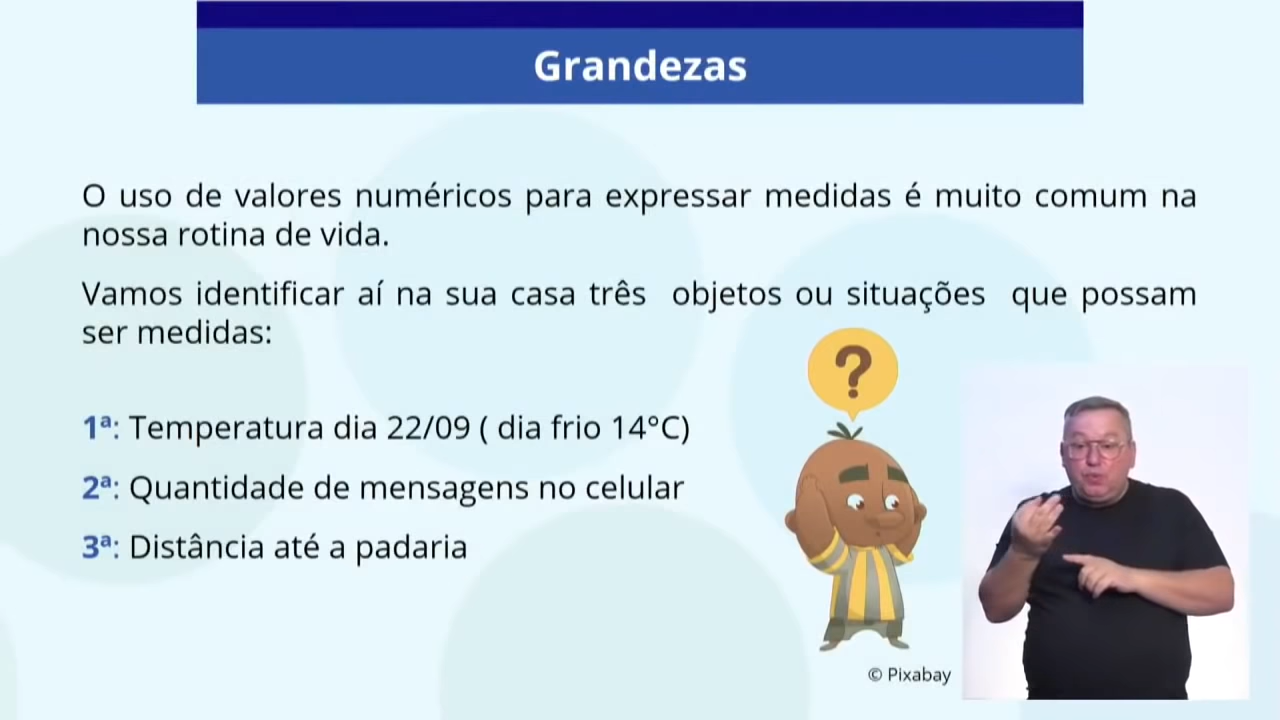 Grandezas
O uso de valores numéricos para expressar medidas é muito comum na
nossa rotina de vida.
Vamos identificar aí na sua casa três  objetos ou situações  que possam
ser medidas:
?
1ª: Temperatura dia 22/09 ( dia frio 14°C)
2ª: Quantidade de mensagens no celular
3ª: Distância até a padaria
© Pixabay